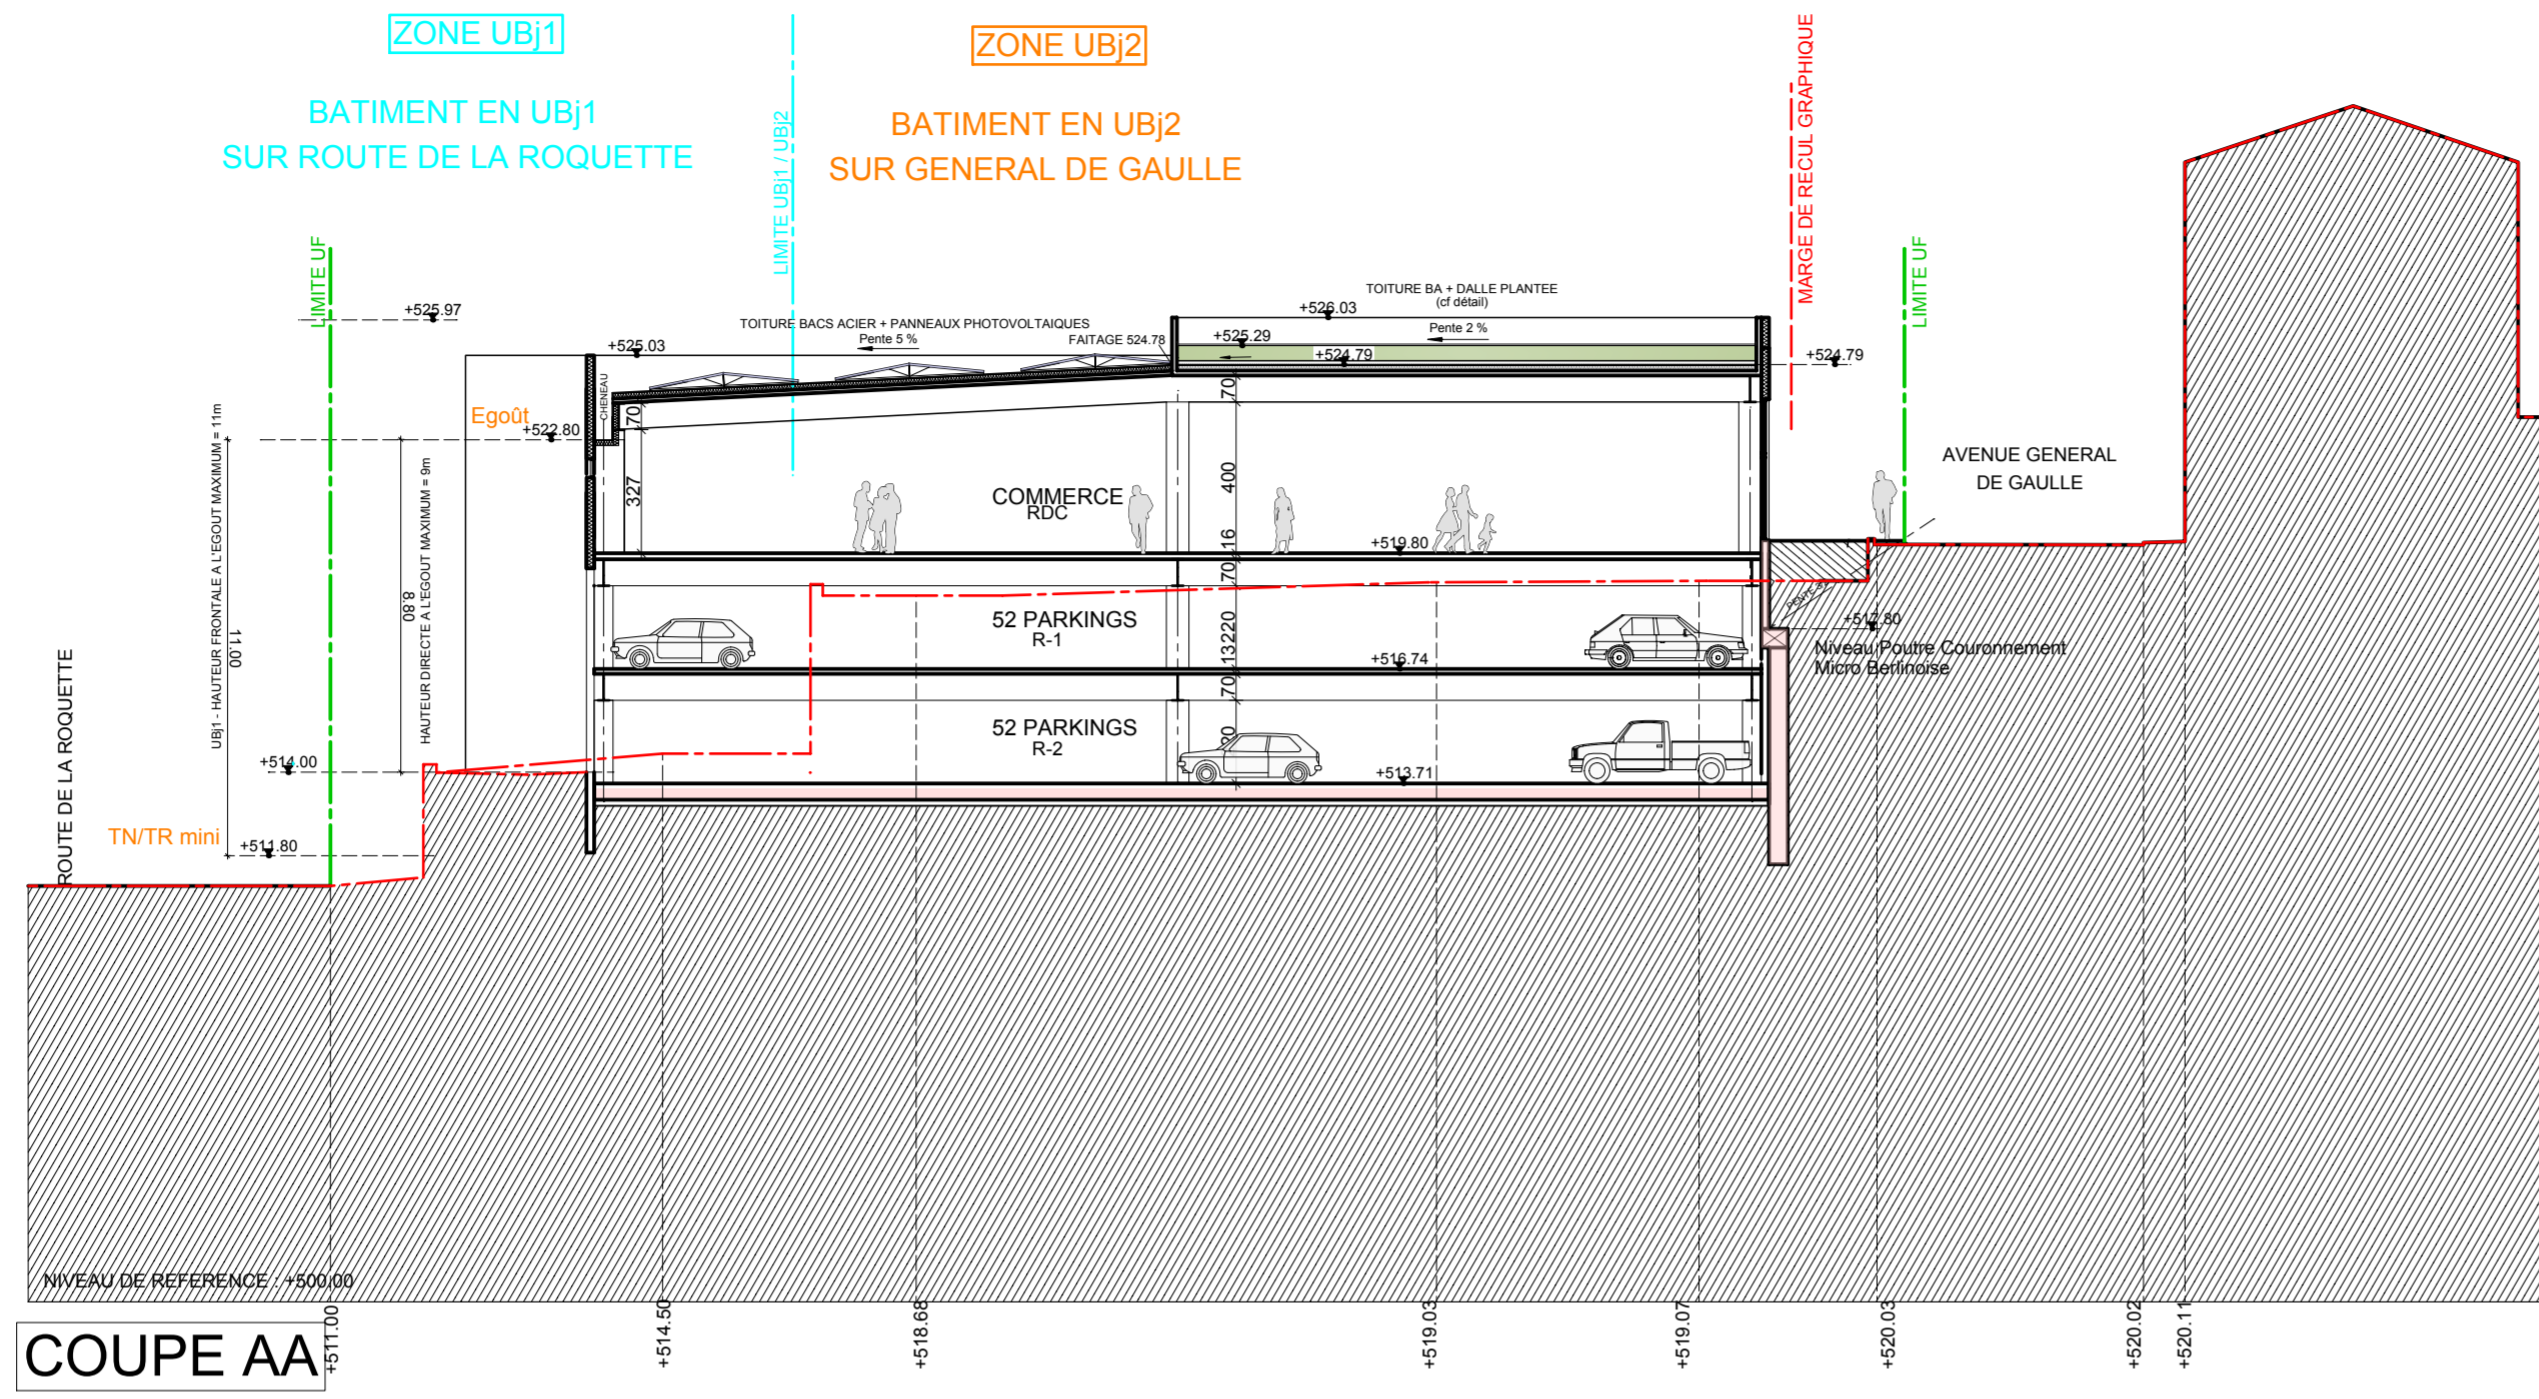 ZONE UBj1
ZONE UBj2
BATIMENT EN UBj1
SUR ROUTE DE LA ROQUETTE
BATIMENT EN UBj2
SUR GENERAL DE GAULLE
LIMITE UBj1 / UBj2
MARGE DE RECUL GRAPHIQUE
LIMITE UF
LIMITE UF
+525.97
TOITURE BACS ACIER + PANNEAUX PHOTOVOLTAIQUES
Pente 5 %
FAITAGE 524.78
TOITURE BA + DALLE PLANTEE
(cf détail)
+526.03
Pente 2 %
+525.03
+525.29
+524.79
+524.79
CHENEAU
Egoût
+522.80
70
70
327
400
16
COMMERCE
RDC
+519.80
AVENUE GENERAL
DE GAULLE
UBj1 - HAUTEUR FRONTALE A L'EGOUT MAXIMUM = 11m
11.00
HAUTEUR DIRECTE A L'EGOUT MAXIMUM = 9m
8.80
70
52 PARKINGS
R-1
13220
+516.74
+517.80
Niveau Poutre Couronnement
Micro Berlinoise
70
52 PARKINGS
R-2
+513.71
ROUTE DE LA ROQUETTE
+514.00
TN/TR mini
+511.80
NIVEAU DE REFERENCE : +500.00
+511.00
+514.50
+518.68
+519.03
+519.07
+520.03
+520.02
+520.11
COUPE AA